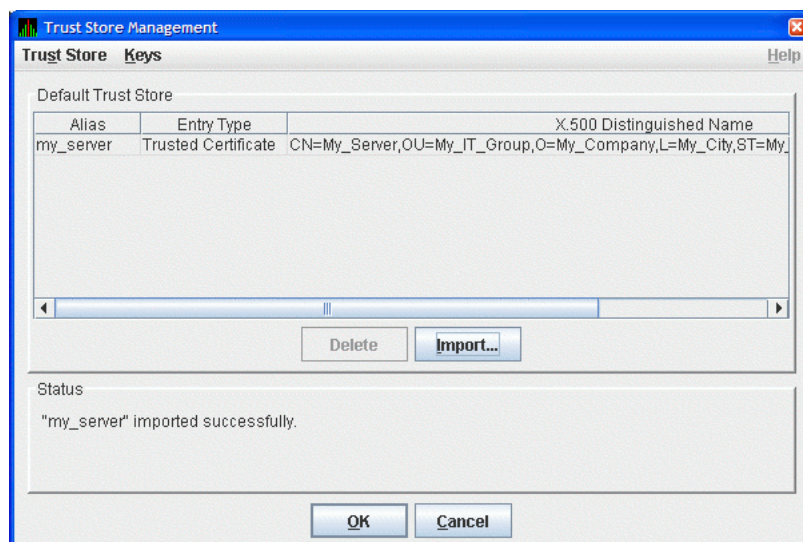 Trust Store Management
Trust Store Keys Help
Default Trust Store
Alias Entry Type X.500 Distinguished Name
my_server Trusted Certificate CN=My_Server,OU=My_IT_Group,O=My_Company,L=My_City,ST=My_
Delete Import...
Status
"my_server" imported successfully.
OK Cancel